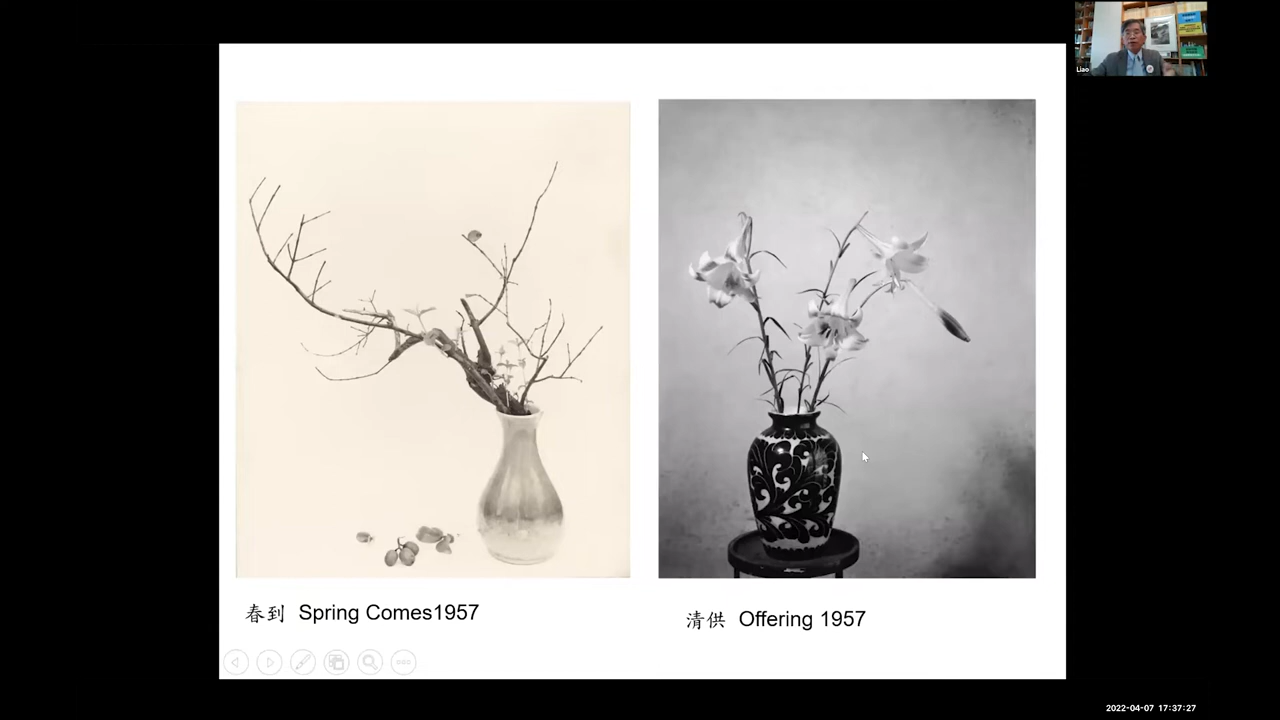 Liao
春到 Spring Comes1957
清供 Offering 1957
2022-04-07 17:37:27